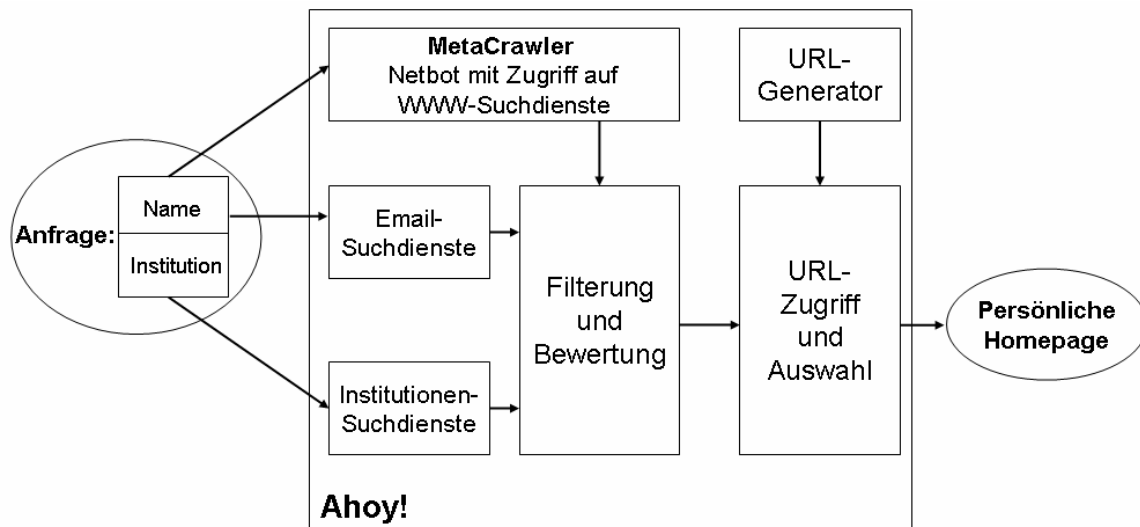 Anfrage:
Name
Institution
MetaCrawler
Netbot mit Zugriff auf
WWW-Suchdienste
Email-
Suchdienste
Institutionen-
Suchdienste
Filterung
und
Bewertung
URL-
Generator
URL-
Zugriff
und
Auswahl
Persönliche
Homepage
Ahoy!